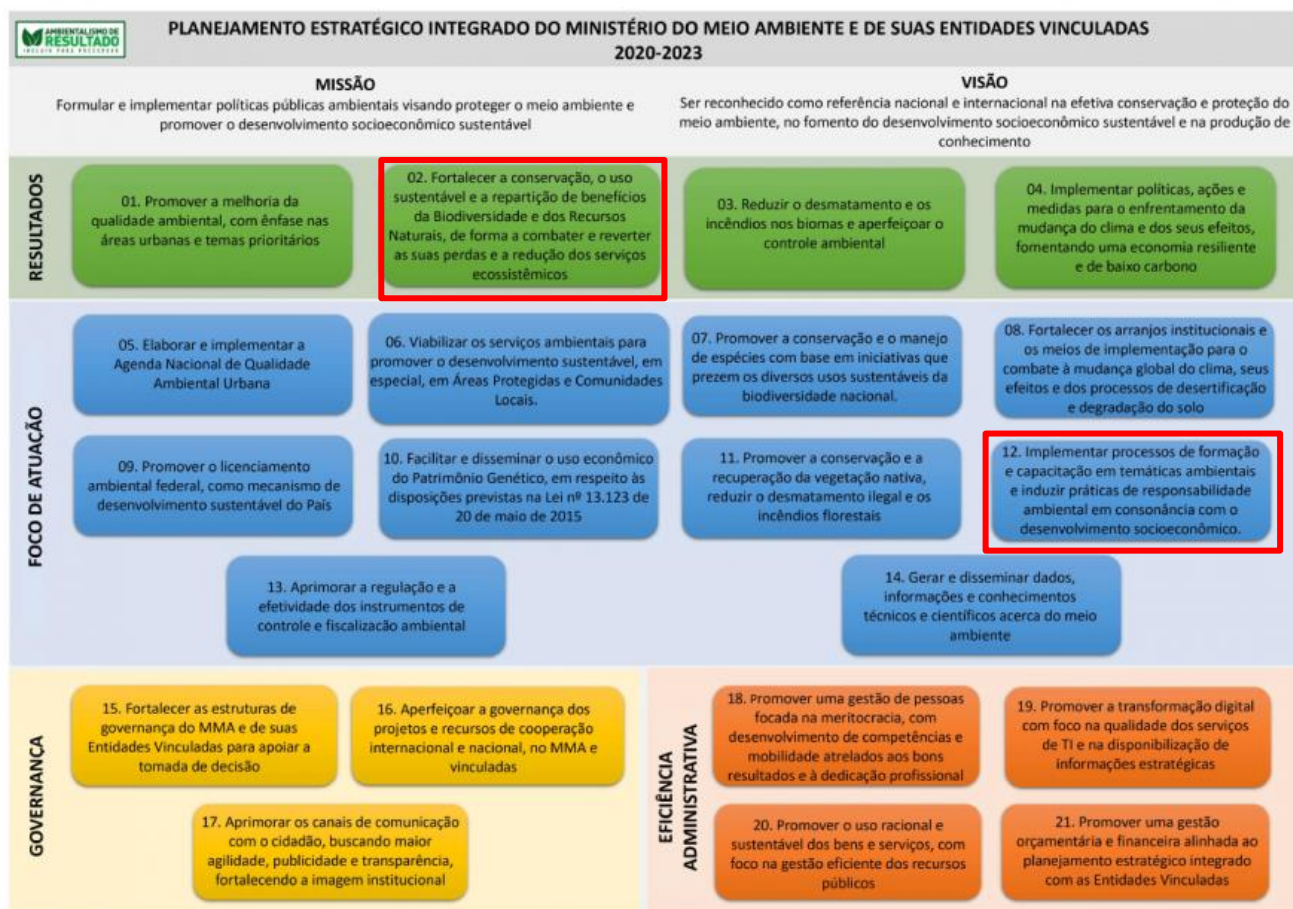 AMBIENTALISMO DE
RESULTADO
INCLUIR PARA PRESERVAR
PLANEJAMENTO ESTRATÉGICO INTEGRADO DO MINISTÉRIO DO MEIO AMBIENTE E DE SUAS ENTIDADES VINCULADAS
2020-2023
MISSÃO
Formular e implementar políticas públicas ambientais visando proteger o meio ambiente e
promover o desenvolvimento socioeconômico sustentável
VISÃO
Ser reconhecido como referência nacional e internacional na efetiva conservação e proteção do
meio ambiente, no fomento do desenvolvimento socioeconômico sustentável e na produção de
conhecimento
RESULTADOS
01. Promover a melhoria da
qualidade ambiental, com ênfase nas
áreas urbanas e temas prioritários
02. Fortalecer a conservação, o uso
sustentável e a repartição de benefícios
da Biodiversidade e dos Recursos
Naturais, de forma a combater e reverter
as suas perdas e a redução dos serviços
ecossistêmicos
03. Reduzir o desmatamento e os
incêndios nos biomas e aperfeiçoar o
controle ambiental
04. Implementar políticas, ações e
medidas para o enfrentamento da
mudança do clima e dos seus efeitos,
fomentando uma economia resiliente
e de baixo carbono
FOCO DE ATUAÇÃO
05. Elaborar e implementar a
Agenda Nacional de Qualidade
Ambiental Urbana
06. Viabilizar os serviços ambientais para
promover o desenvolvimento sustentável, em
especial, em Áreas Protegidas e Comunidades
Locais.
07. Promover a conservação e o manejo
de espécies com base em iniciativas que
prezem os diversos usos sustentáveis da
biodiversidade nacional.
08. Fortalecer os arranjos institucionais e
os meios de implementação para o
combate à mudança global do clima, seus
efeitos e dos processos de desertificação
e degradação do solo
09. Promover o licenciamento
ambiental federal, como mecanismo de
desenvolvimento sustentável do País
10. Facilitar e disseminar o uso econômico
do Patrimônio Genético, em respeito às
disposições previstas na Lei nº 13.123 de
20 de maio de 2015
11. Promover a conservação e a
recuperação da vegetação nativa,
reduzir o desmatamento ilegal e os
incêndios florestais
12. Implementar processos de formação
e capacitação em temáticas ambientais
e induzir práticas de responsabilidade
ambiental em consonância com o
desenvolvimento socioeconômico.
13. Aprimorar a regulação e a
efetividade dos instrumentos de
controle e fiscalização ambiental
14. Gerar e disseminar dados,
informações e conhecimentos
técnicos e científicos acerca do meio
ambiente
GOVERNANÇA
15. Fortalecer as estruturas de
governança do MMA e de suas
Entidades Vinculadas para apoiar a
tomada de decisão
16. Aperfeiçoar a governança dos
projetos e recursos de cooperação
internacional e nacional, no MMA e
vinculadas
17. Aprimorar os canais de comunicação
com o cidadão, buscando maior
agilidade, publicidade e transparência,
fortalecendo a imagem institucional
EFICIÊNCIA
ADMINISTRATIVA
18. Promover uma gestão de pessoas
focada na meritocracia, com
desenvolvimento de competências e
mobilidade atrelados aos bons
resultados e à dedicação profissional
19. Promover a transformação digital
com foco na qualidade dos serviços
de TI e na disponibilização de
informações estratégicas
20. Promover o uso racional e
sustentável dos bens e serviços, com
foco na gestão eficiente dos recursos
públicos
21. Promover uma gestão
orçamentária e financeira alinhada ao
planejamento estratégico integrado
com as Entidades Vinculadas